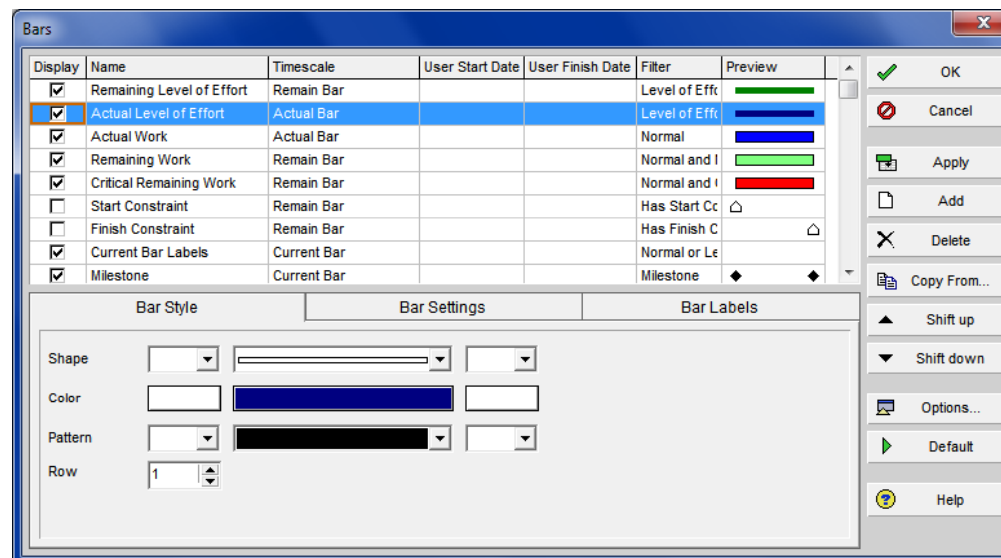 Bars
Display Name Timescale User Start Date User Finish Date Filter Preview
Remaining Level of Effort Remain Bar Level of Effc
Actual Level of Effort Actual Bar Level of Effc
Actual Work Actual Bar Normal
Remaining Work Remain Bar Normal and
Critical Remaining Work Remain Bar Normal and
Start Constraint Remain Bar Has Start Cc
Finish Constraint Remain Bar Has Finish C
Current Bar Labels Current Bar Normal or Le
Milestone Current Bar Milestone
Bar Style Bar Settings Bar Labels
Shape
Color
Pattern
Row 1
OK
Cancel
Apply
Add
Delete
Copy From...
Shift up
Shift down
Options...
Default
Help